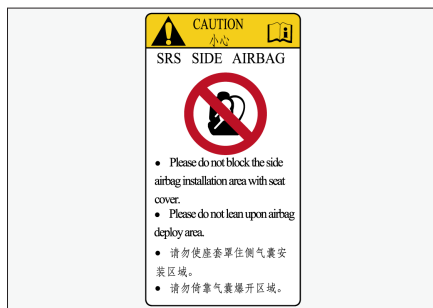 CAUTION
小心
SRS SIDE AIRBAG
● Please do not block the side
airbag installation area with seat
cover.
● Please do not lean upon airbag
deploy area.
● 请勿使座套罩住侧气囊安
装区域。
● 请勿倚靠气囊爆开区域。